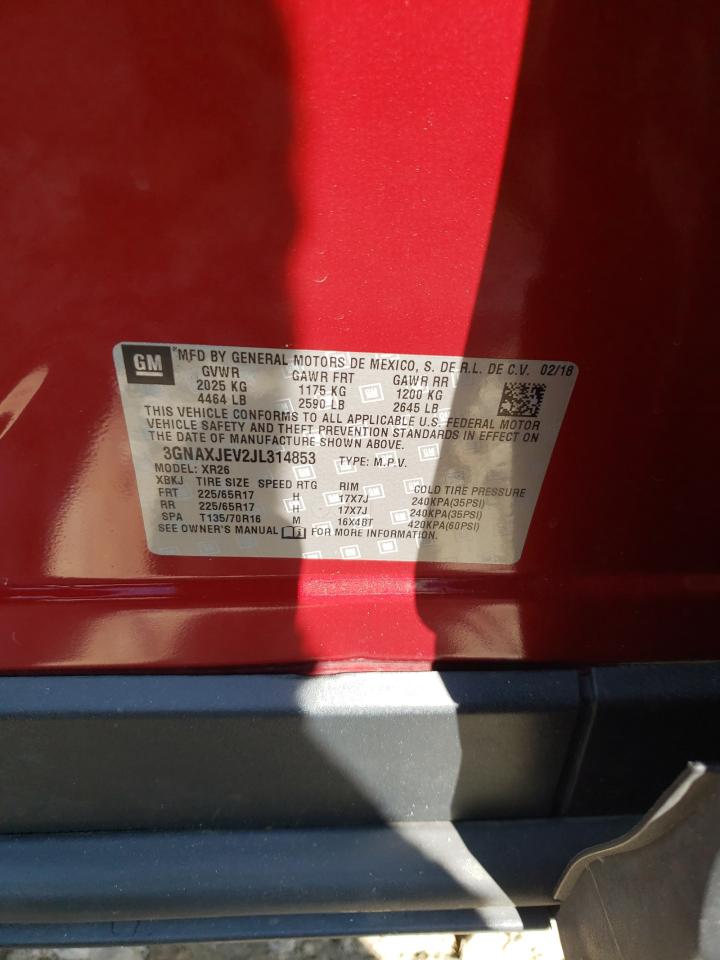 GM *MFD BY GENERAL MOTORS DE MEXICO, S. DE R.L. DE C.V. 02/18
GVWR GAWR FRT GAWR RR
2025 KG 1175 KG 1200 KG
4464 LB 2590 LB 2645 LB
THIS VEHICLE CONFORMS TO ALL APPLICABLE U.S. FEDERAL MOTOR
VEHICLE SAFETY AND THEFT PREVENTION STANDARDS IN EFFECT ON
THE DATE OF MANUFACTURE SHOWN ABOVE.
3GNAXJEV2JL314853 TYPE: M.P.V.
MODEL: XR26
XBKJ TIRE SIZE SPEED RTG RIM COLD TIRE PRESSURE
FRT 225/65R17 H 17X7J 240KPA(35PSI)
RR 225/65R17 H 17X7J 240KPA(35PSI)
SPA T135/70R16 M 16X4BT 420KPA(60PSI)
SEE OWNER'S MANUAL FOR MORE INFORMATION.